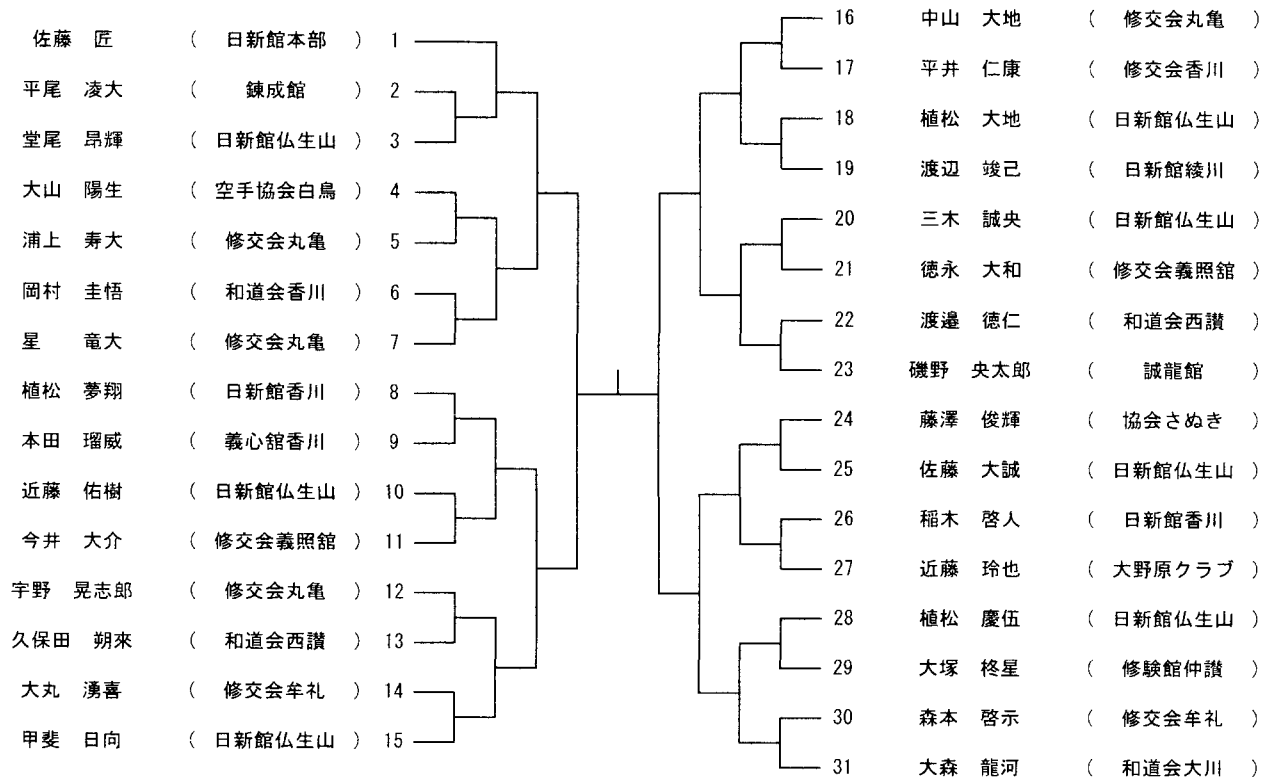 佐藤 匠 ( 日新館本部 ) 1
平尾 凌大 ( 錬成館 ) 2
堂尾 昂輝 ( 日新館仏生山 ) 3
大山 陽生 ( 空手協会白鳥 ) 4
浦上 寿大 ( 修交会丸亀 ) 5
岡村 圭悟 ( 和道会香川 ) 6
星 竜大 ( 修交会丸亀 ) 7
植松 夢翔 ( 日新館香川 ) 8
本田 瑠威 ( 義心舘香川 ) 9
近藤 佑樹 ( 日新館仏生山 ) 10
今井 大介 ( 修交会義照舘 ) 11
宇野 晃志郎 ( 修交会丸亀 ) 12
久保田 朔來 ( 和道会西讃 ) 13
大丸 湧喜 ( 修交会牟礼 ) 14
甲斐 日向 ( 日新館仏生山 ) 15
16 中山 大地 ( 修交会丸亀 )
17 平井 仁康 ( 修交会香川 )
18 植松 大地 ( 日新館仏生山 )
19 渡辺 竣己 ( 日新館綾川 )
20 三木 誠央 ( 日新館仏生山 )
21 徳永 大和 ( 修交会義照舘 )
22 渡邉 徳仁 ( 和道会西讃 )
23 磯野 央太郎 ( 誠龍館 )
24 藤澤 俊輝 ( 協会さぬき )
25 佐藤 大誠 ( 日新館仏生山 )
26 稲木 啓人 ( 日新館香川 )
27 近藤 玲也 ( 大野原クラブ )
28 植松 慶伍 ( 日新館仏生山 )
29 大塚 柊星 ( 修験館仲讃 )
30 森本 啓示 ( 修交会牟礼 )
31 大森 龍河 ( 和道会大川 )